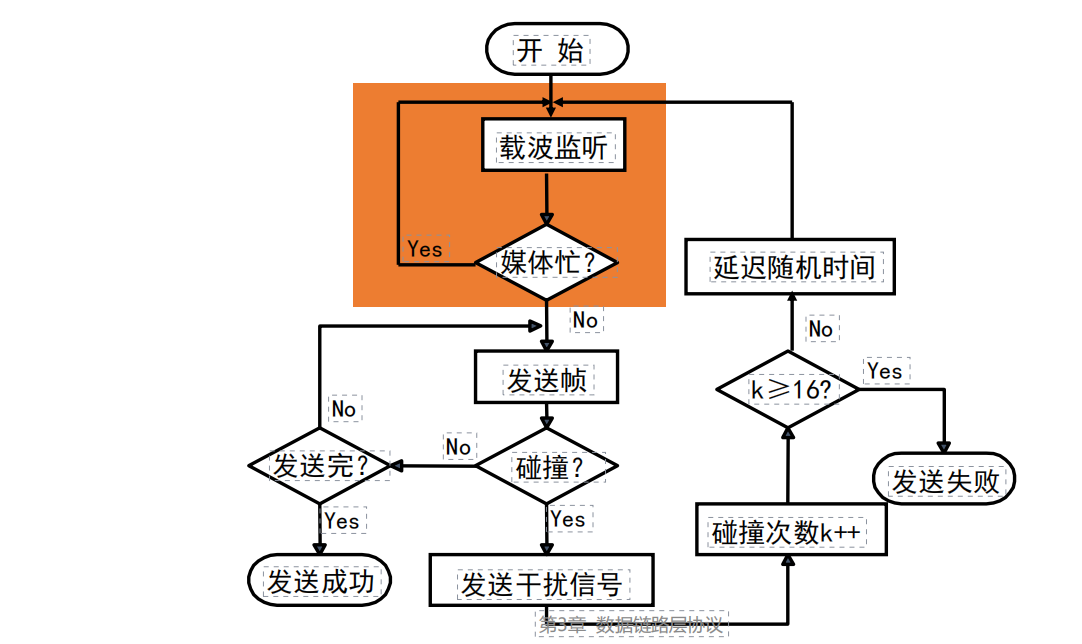 开 始
载波监听
Yes
媒体忙？
延迟随机时间
No
No
发送帧
k≥16?
Yes
No
No
发送完？
碰撞？
发送失败
Yes
Yes
碰撞次数k++
发送成功
发送干扰信号
第3章 数据链路层协议